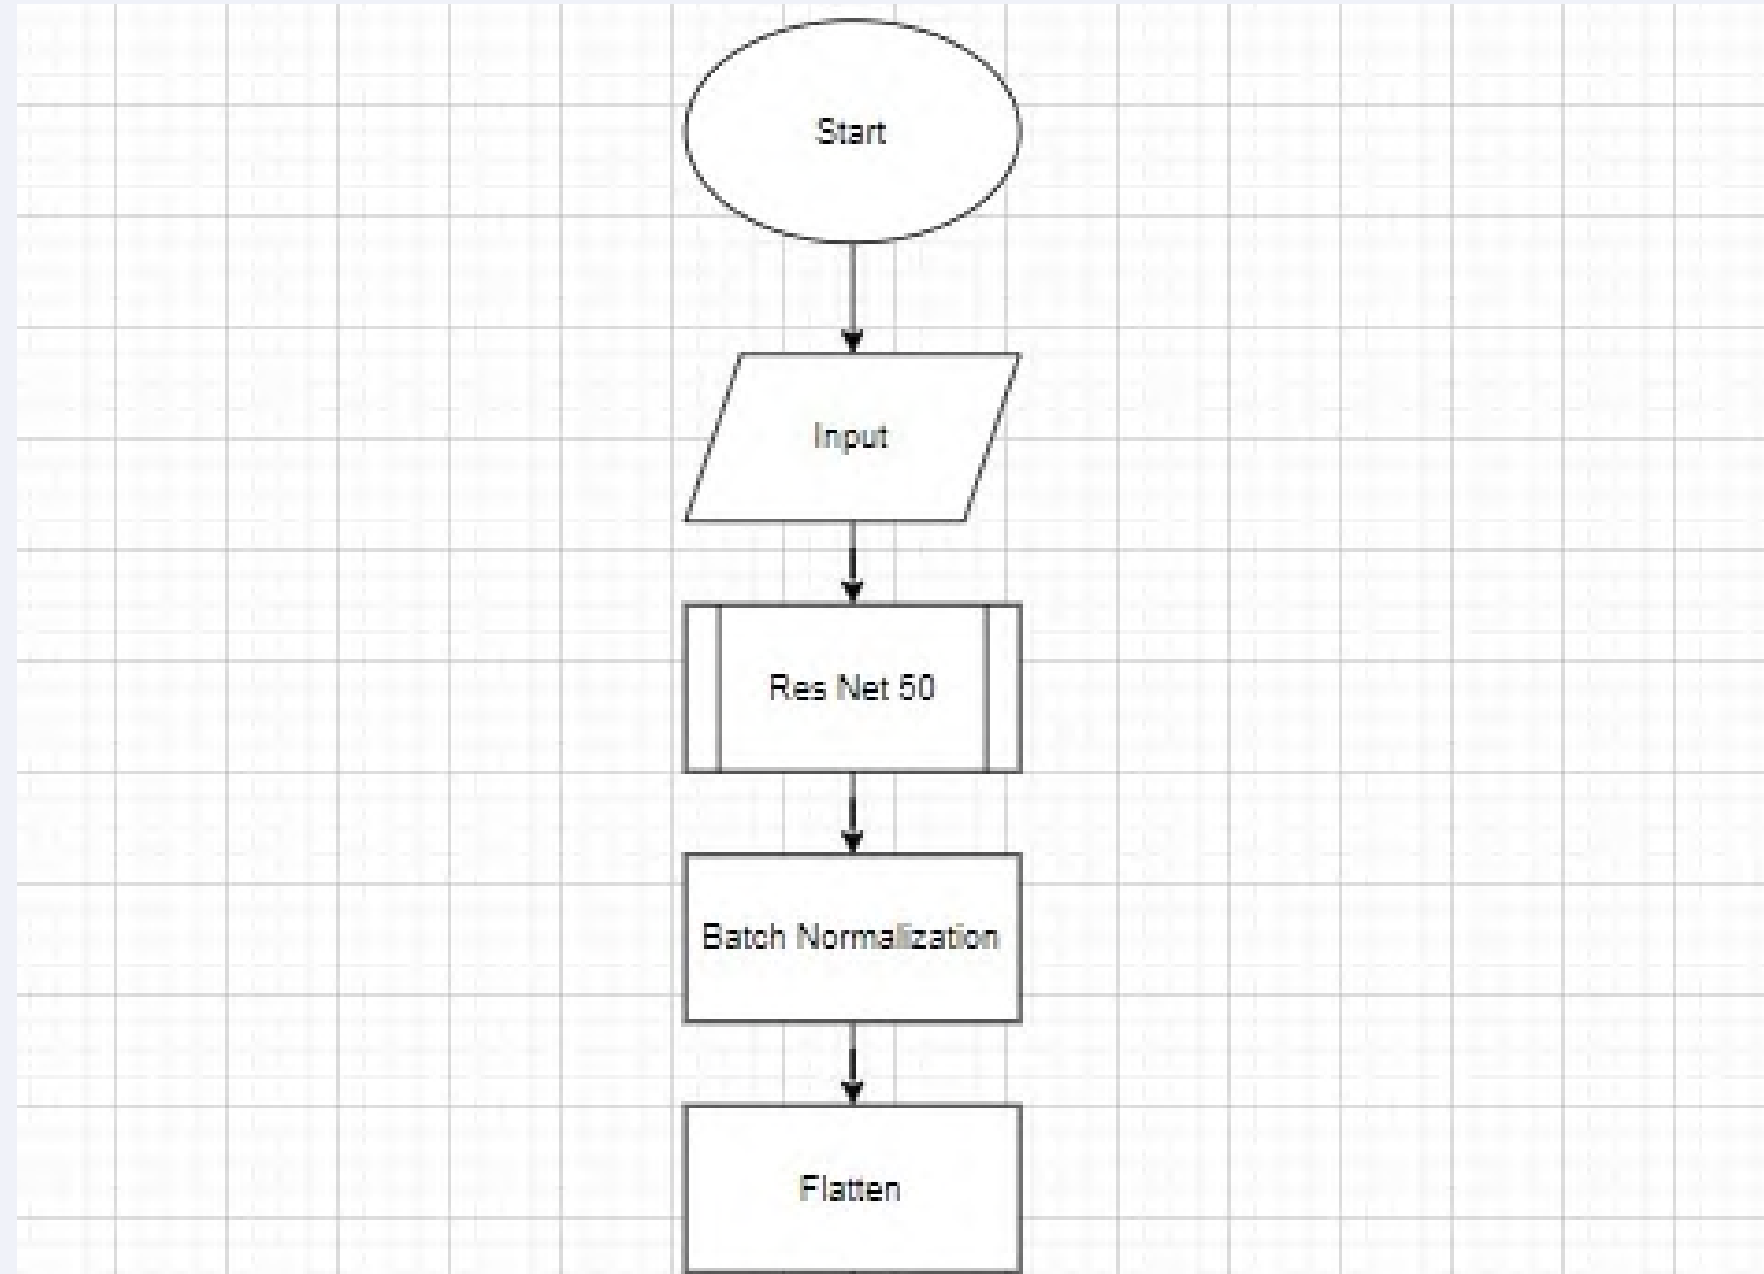 Start
Input
Res Net 50
Batch Normalization
Flatten